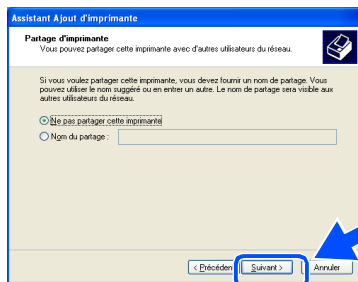 Assistant Ajout d'imprimante
Partage d'imprimante
Vous pouvez partager cette imprimante avec d'autres utilisateurs du réseau.
Si vous voulez partager cette imprimante, vous devez fournir un nom de partage. Vous
pouvez utiliser le nom suggéré ou en entrer un autre. Le nom de partage sera visible aux
autres utilisateurs du réseau.
Ne pas partager cette imprimante
Nom du partage :
< Précéden Suivant > Annuler